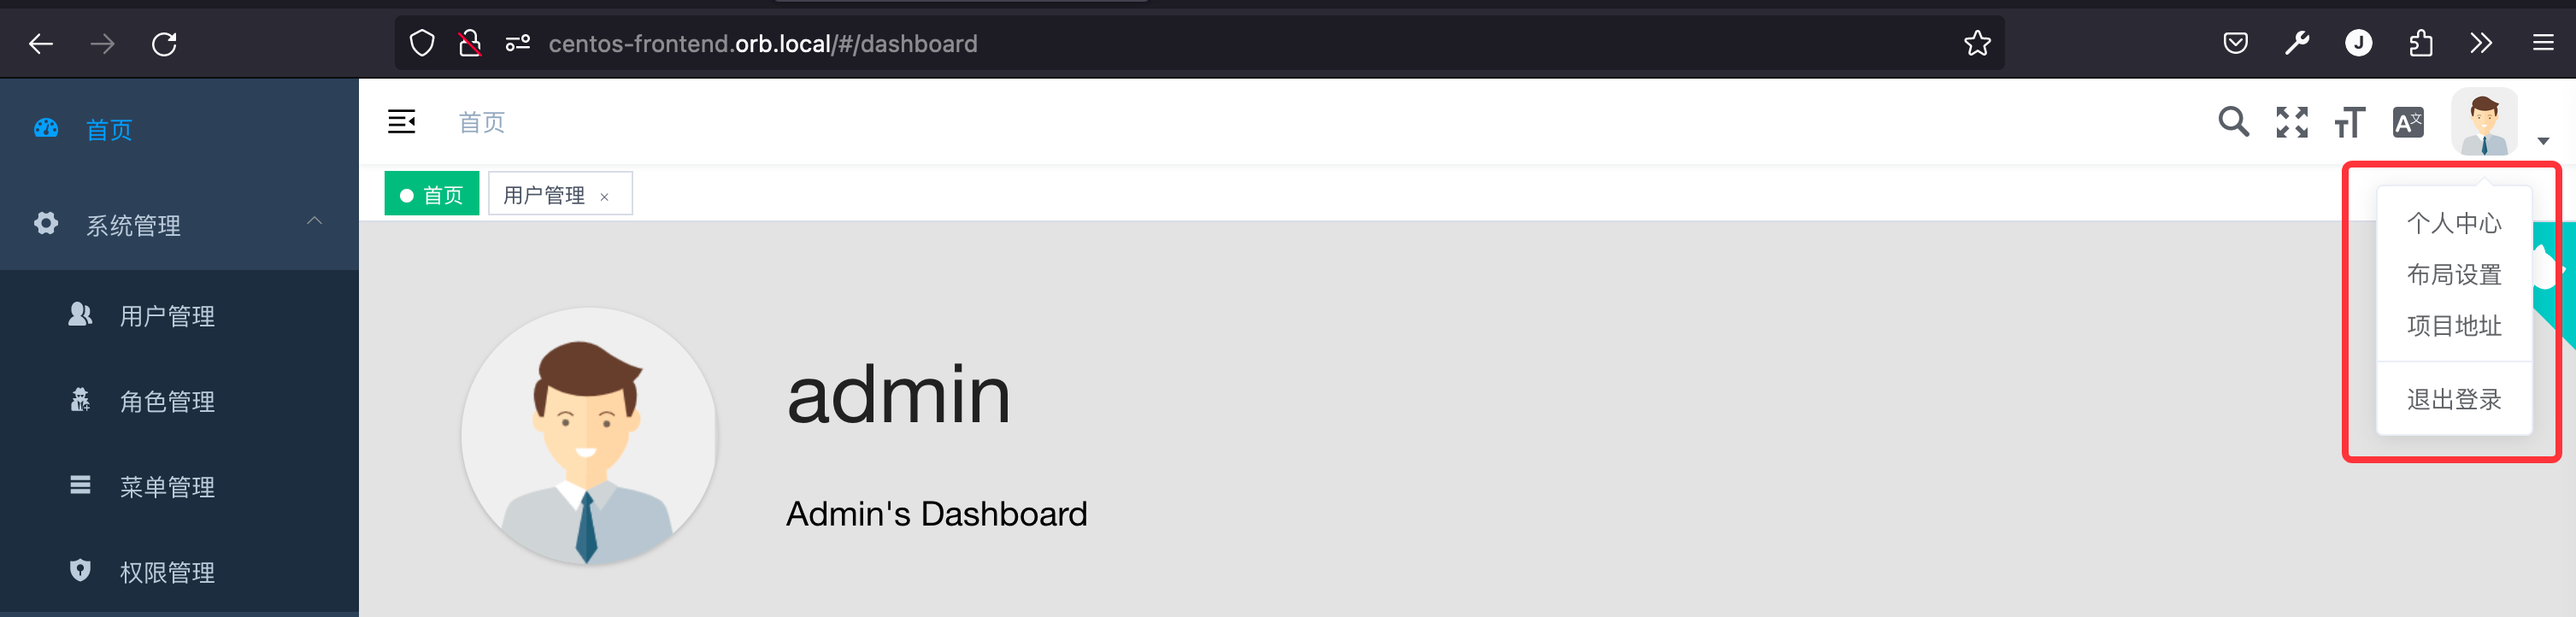 centos-frontend.orb.local/#/dashboard
J
首页
系统管理
用户管理
角色管理
菜单管理
权限管理
首页
首页
用户管理 ×
admin
Admin's Dashboard
个人中心
布局设置
项目地址
退出登录